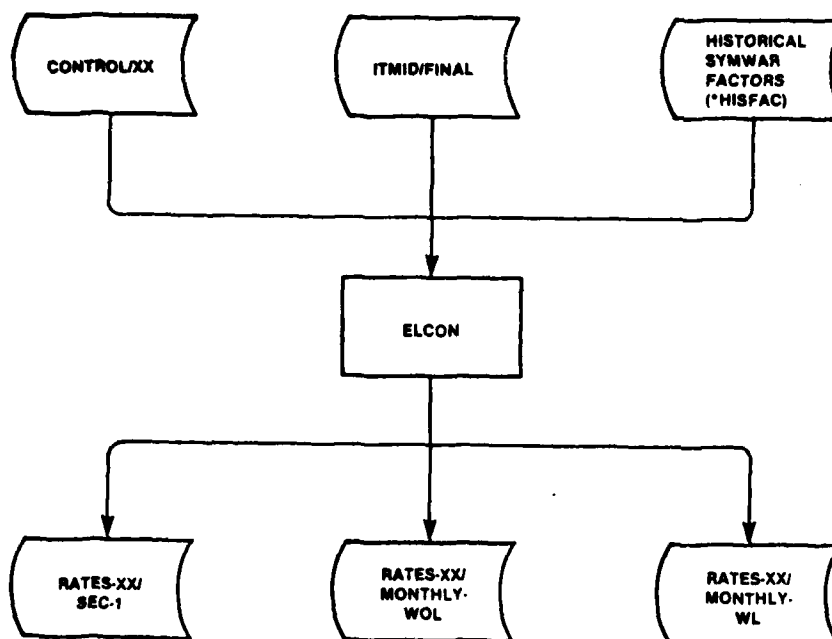 CONTROL/XX
ITMID/FINAL
HISTORICAL
SYMWAR
FACTORS
(*HISFAC)
ELCON
RATES-XX/
SEC-1
RATES-XX/
MONTHLY-
WOL
RATES-XX/
MONTHLY-
WL